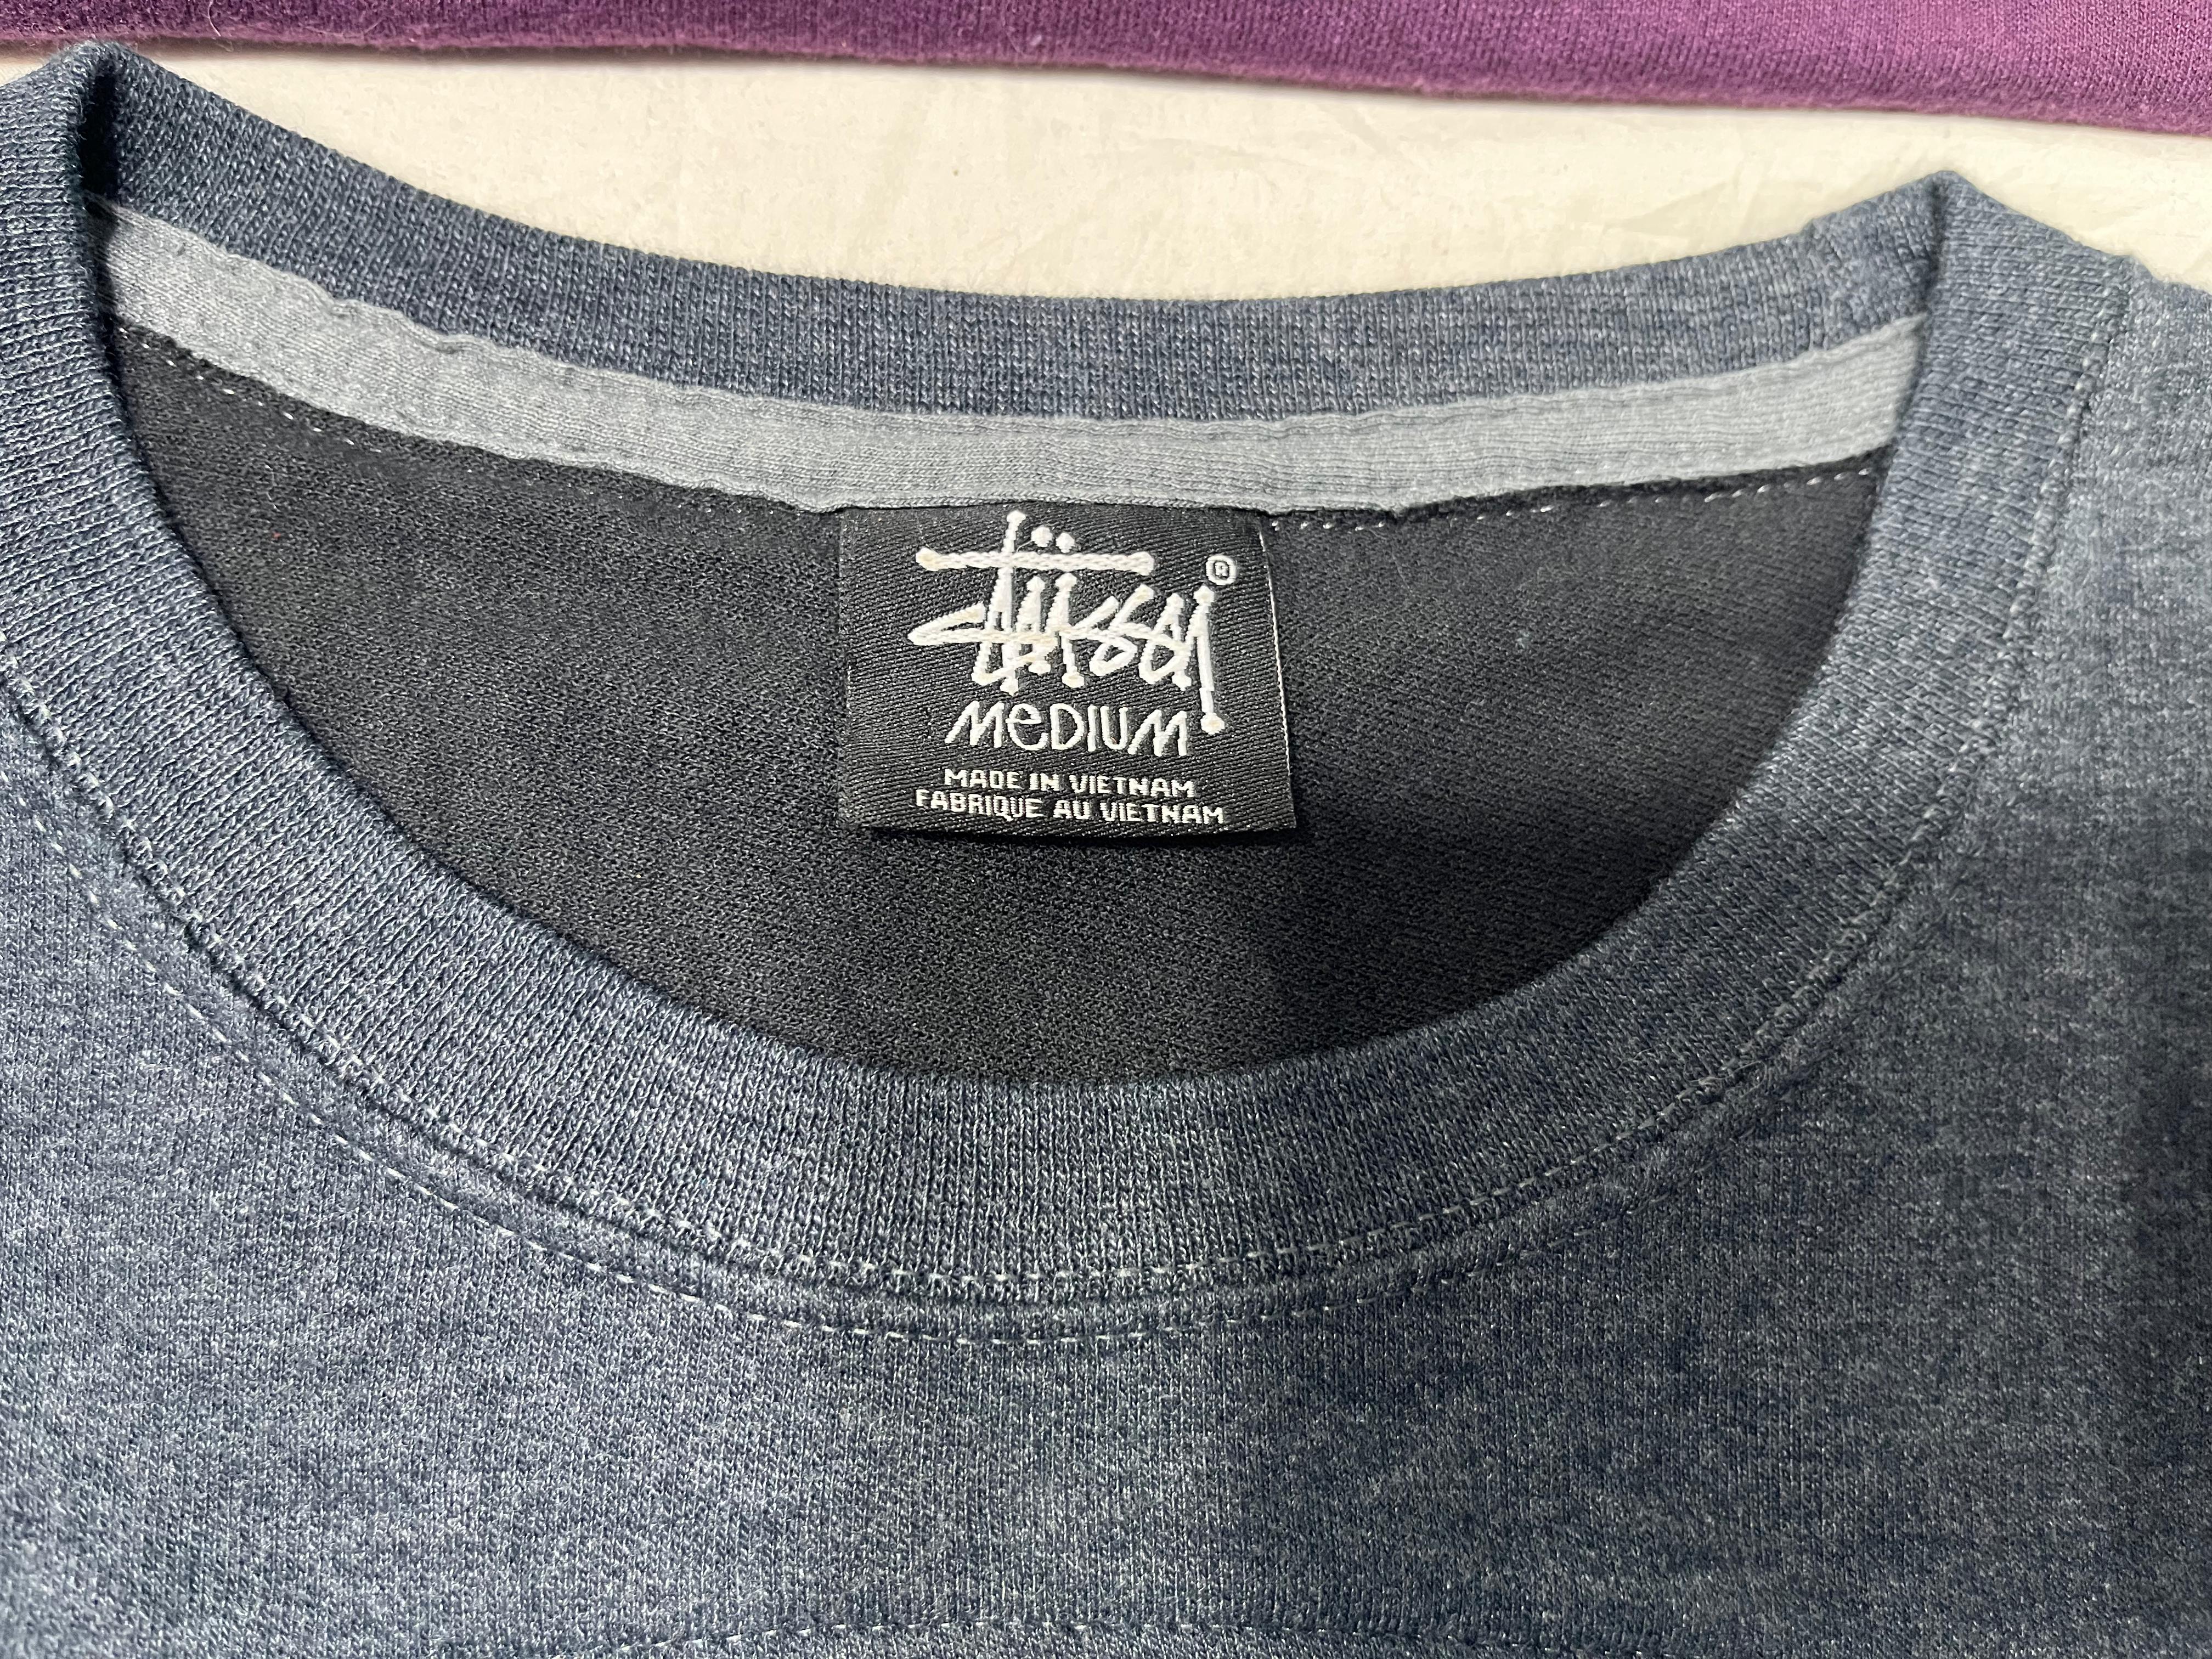 Stüssy ®
MeDIUM
MADE IN VIETNAM
FABRIQUE AU VIETNAM